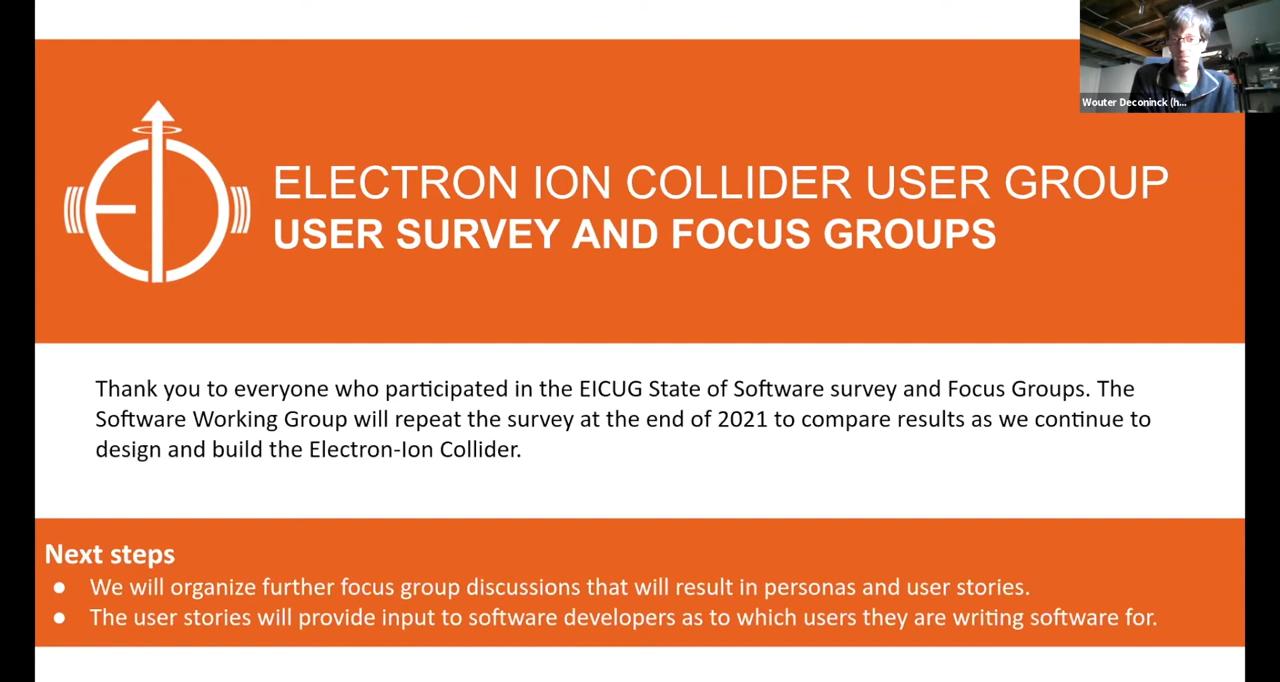 Wouter Deconinck (h...
ELECTRON ION COLLIDER USER GROUP
USER SURVEY AND FOCUS GROUPS
Thank you to everyone who participated in the EICUG State of Software survey and Focus Groups. The
Software Working Group will repeat the survey at the end of 2021 to compare results as we continue to
design and build the Electron-Ion Collider.
Next steps
● We will organize further focus group discussions that will result in personas and user stories.
● The user stories will provide input to software developers as to which users they are writing software for.